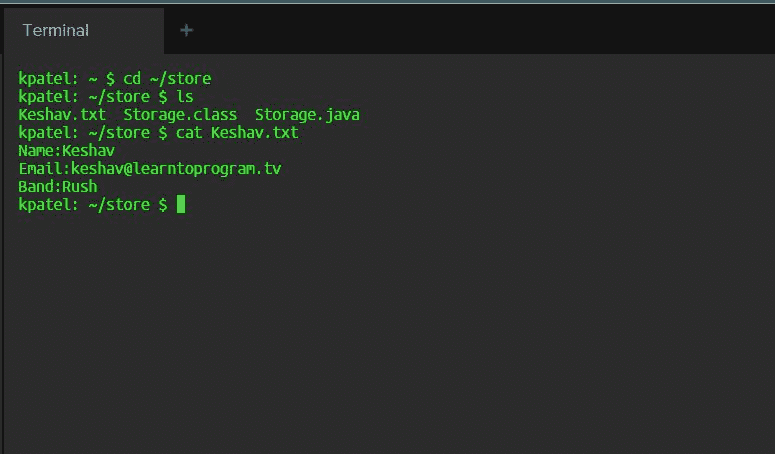 Terminal +
kpatel: ~ $ cd ~/store
kpatel: ~/store $ ls
Keshav.txt  Storage.class  Storage.java
kpatel: ~/store $ cat Keshav.txt
Name:Keshav
Email:keshav@learntoprogram.tv
Band:Rush
kpatel: ~/store $